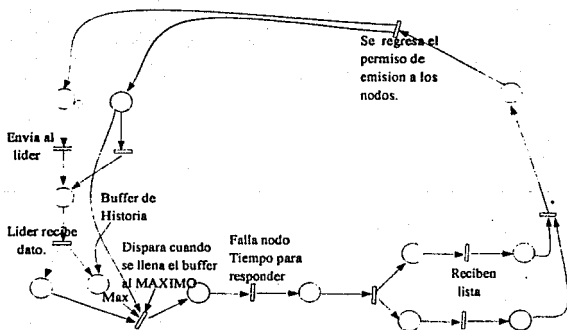 Se regresa el
permiso de
emision a los
nodos.
Envia al
lider
Buffer de
Historia
Lider recibe
dato.
Dispara cuando
se llena el buffer
al MAXIMO
Max
Falla nodo
Tiempo para
responder
Reciben
lista